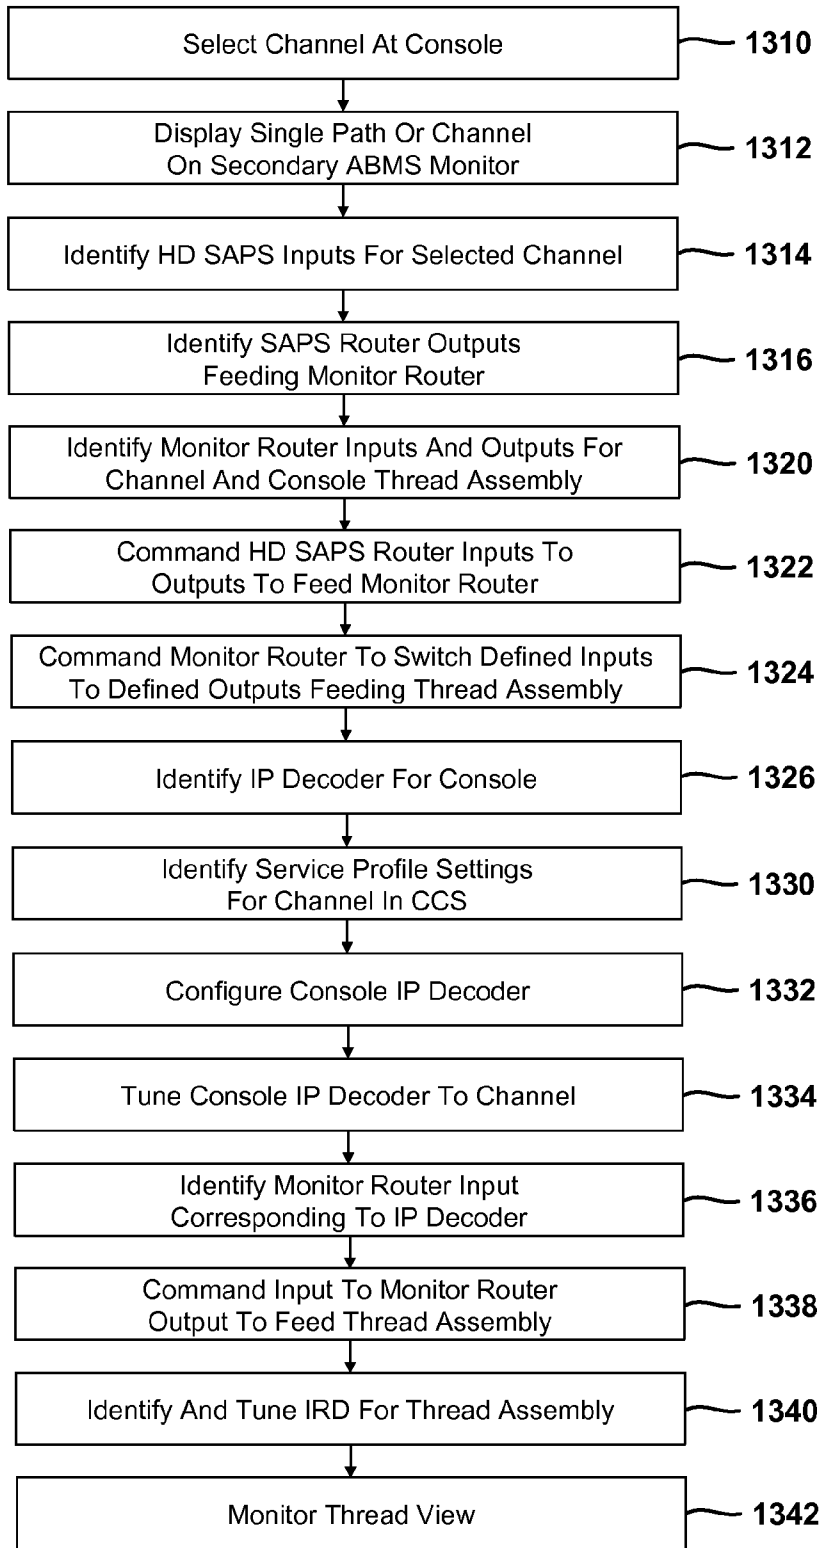 Select Channel At Console
1310
Display Single Path Or Channel
On Secondary ABMS Monitor
1312
Identify HD SAPS Inputs For Selected Channel
1314
Identify SAPS Router Outputs
Feeding Monitor Router
1316
Identify Monitor Router Inputs And Outputs For
Channel And Console Thread Assembly
1320
Command HD SAPS Router Inputs To
Outputs To Feed Monitor Router
1322
Command Monitor Router To Switch Defined Inputs
To Defined Outputs Feeding Thread Assembly
1324
Identify IP Decoder For Console
1326
Identify Service Profile Settings
For Channel In CCS
1330
Configure Console IP Decoder
1332
Tune Console IP Decoder To Channel
1334
Identify Monitor Router Input
Corresponding To IP Decoder
1336
Command Input To Monitor Router
Output To Feed Thread Assembly
1338
Identify And Tune IRD For Thread Assembly
1340
Monitor Thread View
1342